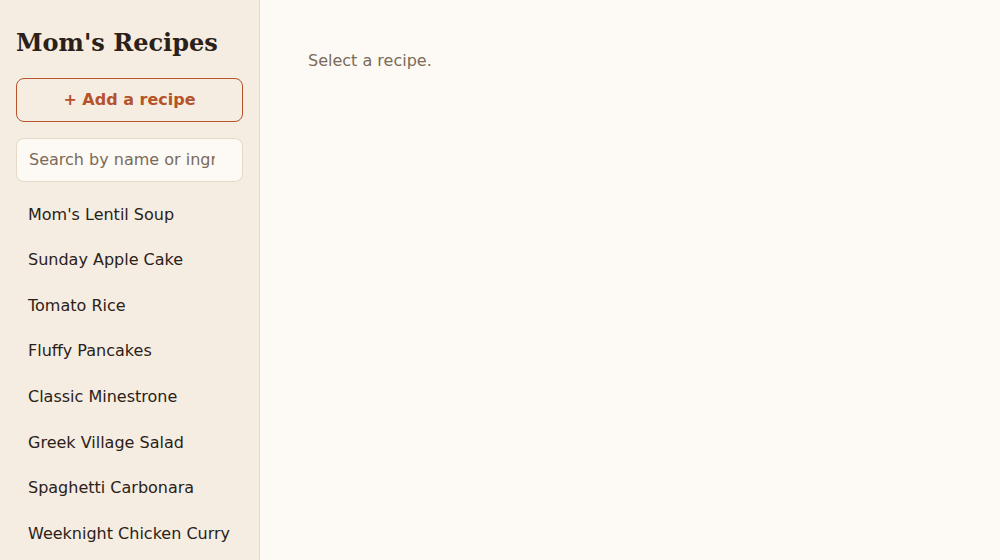 Mom's Recipes
+ Add a recipe
Search by name or ingr
Mom's Lentil Soup
Sunday Apple Cake
Tomato Rice
Fluffy Pancakes
Classic Minestrone
Greek Village Salad
Spaghetti Carbonara
Weeknight Chicken Curry
Select a recipe.